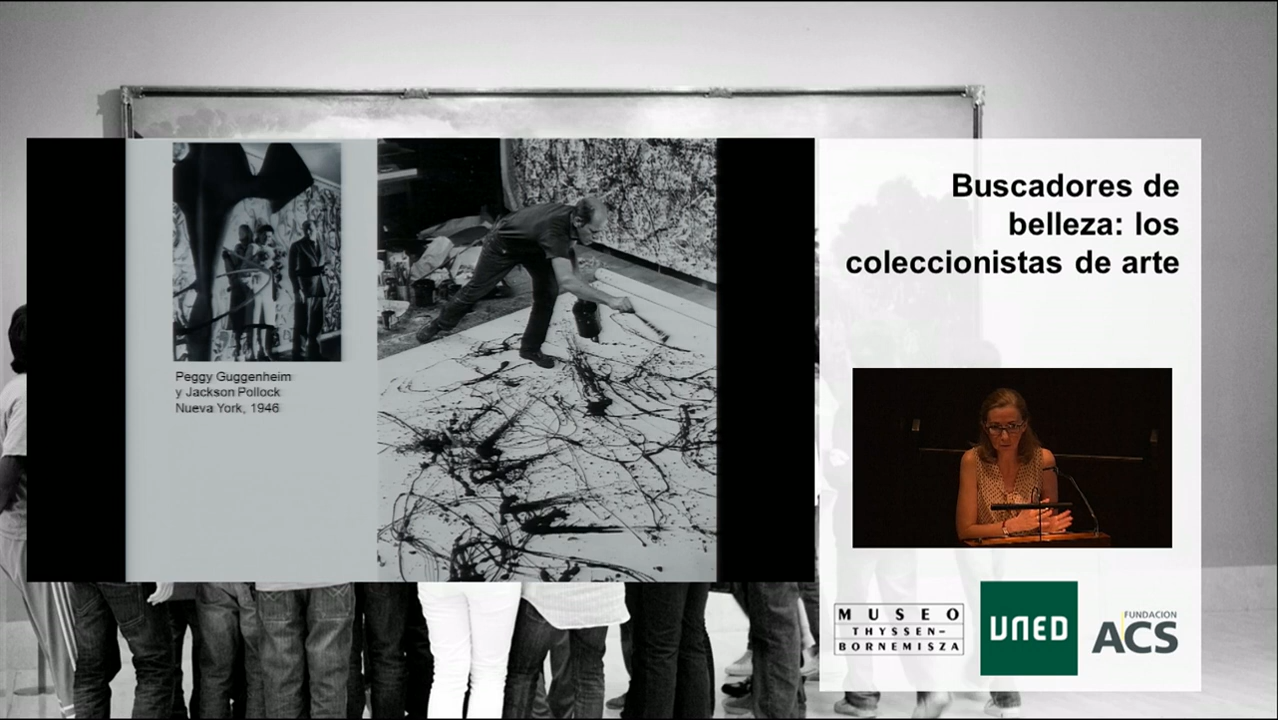 Peggy Guggenheim
y Jackson Pollock
Nueva York, 1946
Buscadores de
belleza: los
coleccionistas de arte
MUSEO
THYSSEN-
BORNEMISZA
UNED
FUNDACION
ACS